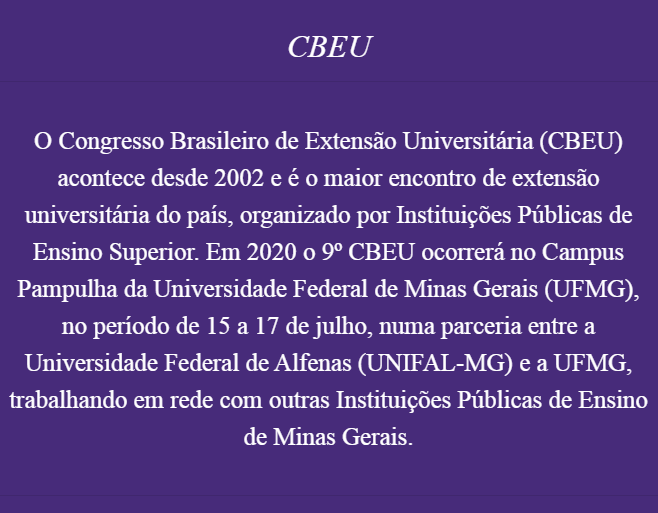 CBEU
O Congresso Brasileiro de Extensão Universitária (CBEU)
acontece desde 2002 e é o maior encontro de extensão
universitária do país, organizado por Instituições Públicas de
Ensino Superior. Em 2020 o 9º CBEU ocorrerá no Campus
Pampulha da Universidade Federal de Minas Gerais (UFMG),
no período de 15 a 17 de julho, numa parceria entre a
Universidade Federal de Alfenas (UNIFAL-MG) e a UFMG,
trabalhando em rede com outras Instituições Públicas de Ensino
de Minas Gerais.